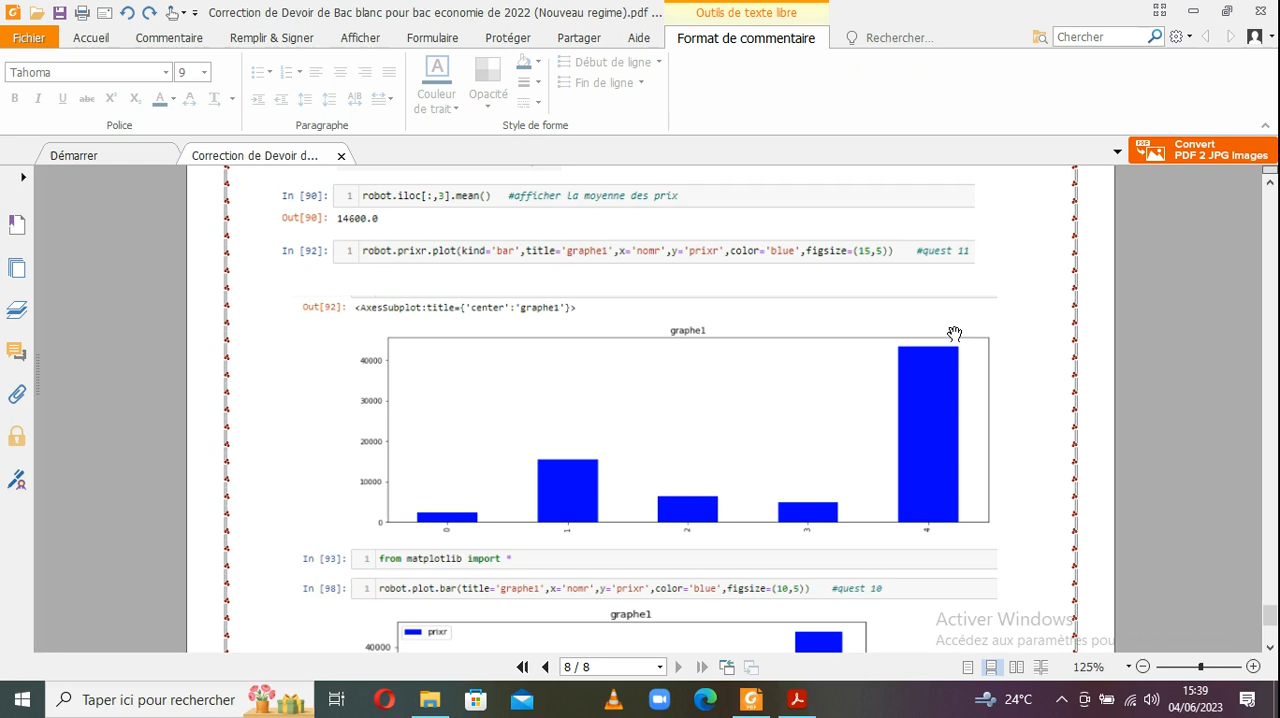 Correction de Devoir de Bac blanc pour bac economie de 2022 (Nouveau regime).pdf ...
Outils de texte libre
Fichier
Accueil
Commentaire
Remplir & Signer
Afficher
Formulaire
Protéger
Partager
Aide
Format de commentaire
Rechercher...
Chercher
Tahoma
9
Début de ligne
Fin de ligne
Couleur
de trait
Opacité
Police
Paragraphe
Style de forme
Démarrer
Correction de Devoir d...
Convert
PDF 2 JPG Images
In [90]: 1 robot.iloc[:,3].mean() #afficher la moyenne des prix
Out[90]: 14600.0
In [92]: 1 robot.prixr.plot(kind='bar',title='graphe1',x='nomr',y='prixr',color='blue',figsize=(15,5)) #quest 11
Out[92]: <AxesSubplot:title={'center':'graphe1'}>
graphe1
40000
30000
20000
10000
0
0 1 2 3 4
In [93]: 1 from matplotlib import *
In [98]: 1 robot.plot.bar(title='graphe1',x='nomr',y='prixr',color='blue',figsize=(10,5)) #quest 10
graphe1
prixr
40000
Activer Windows
Accédez aux paramètres pou
8 / 8
125%
Taper ici pour rechercher
24°C
15:39
04/06/2023